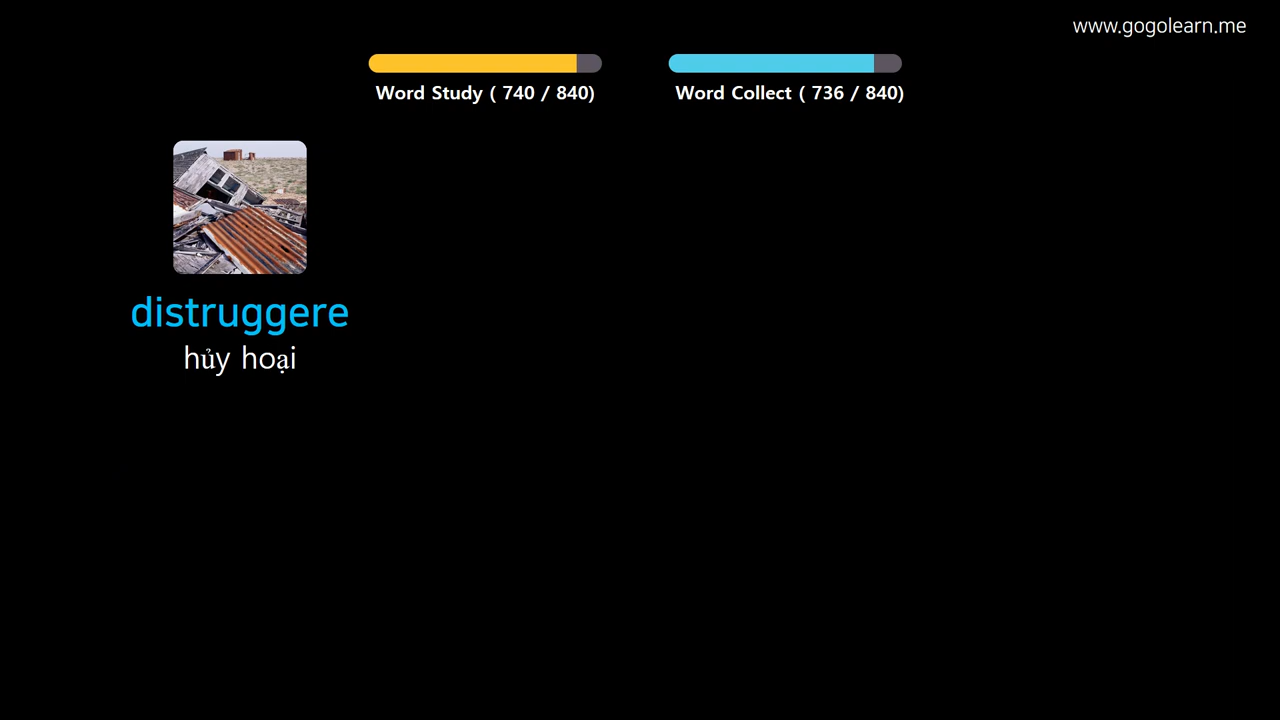 www.gogolearn.me
Word Study ( 740 / 840)
Word Collect ( 736 / 840)
distruggere
hủy hoại